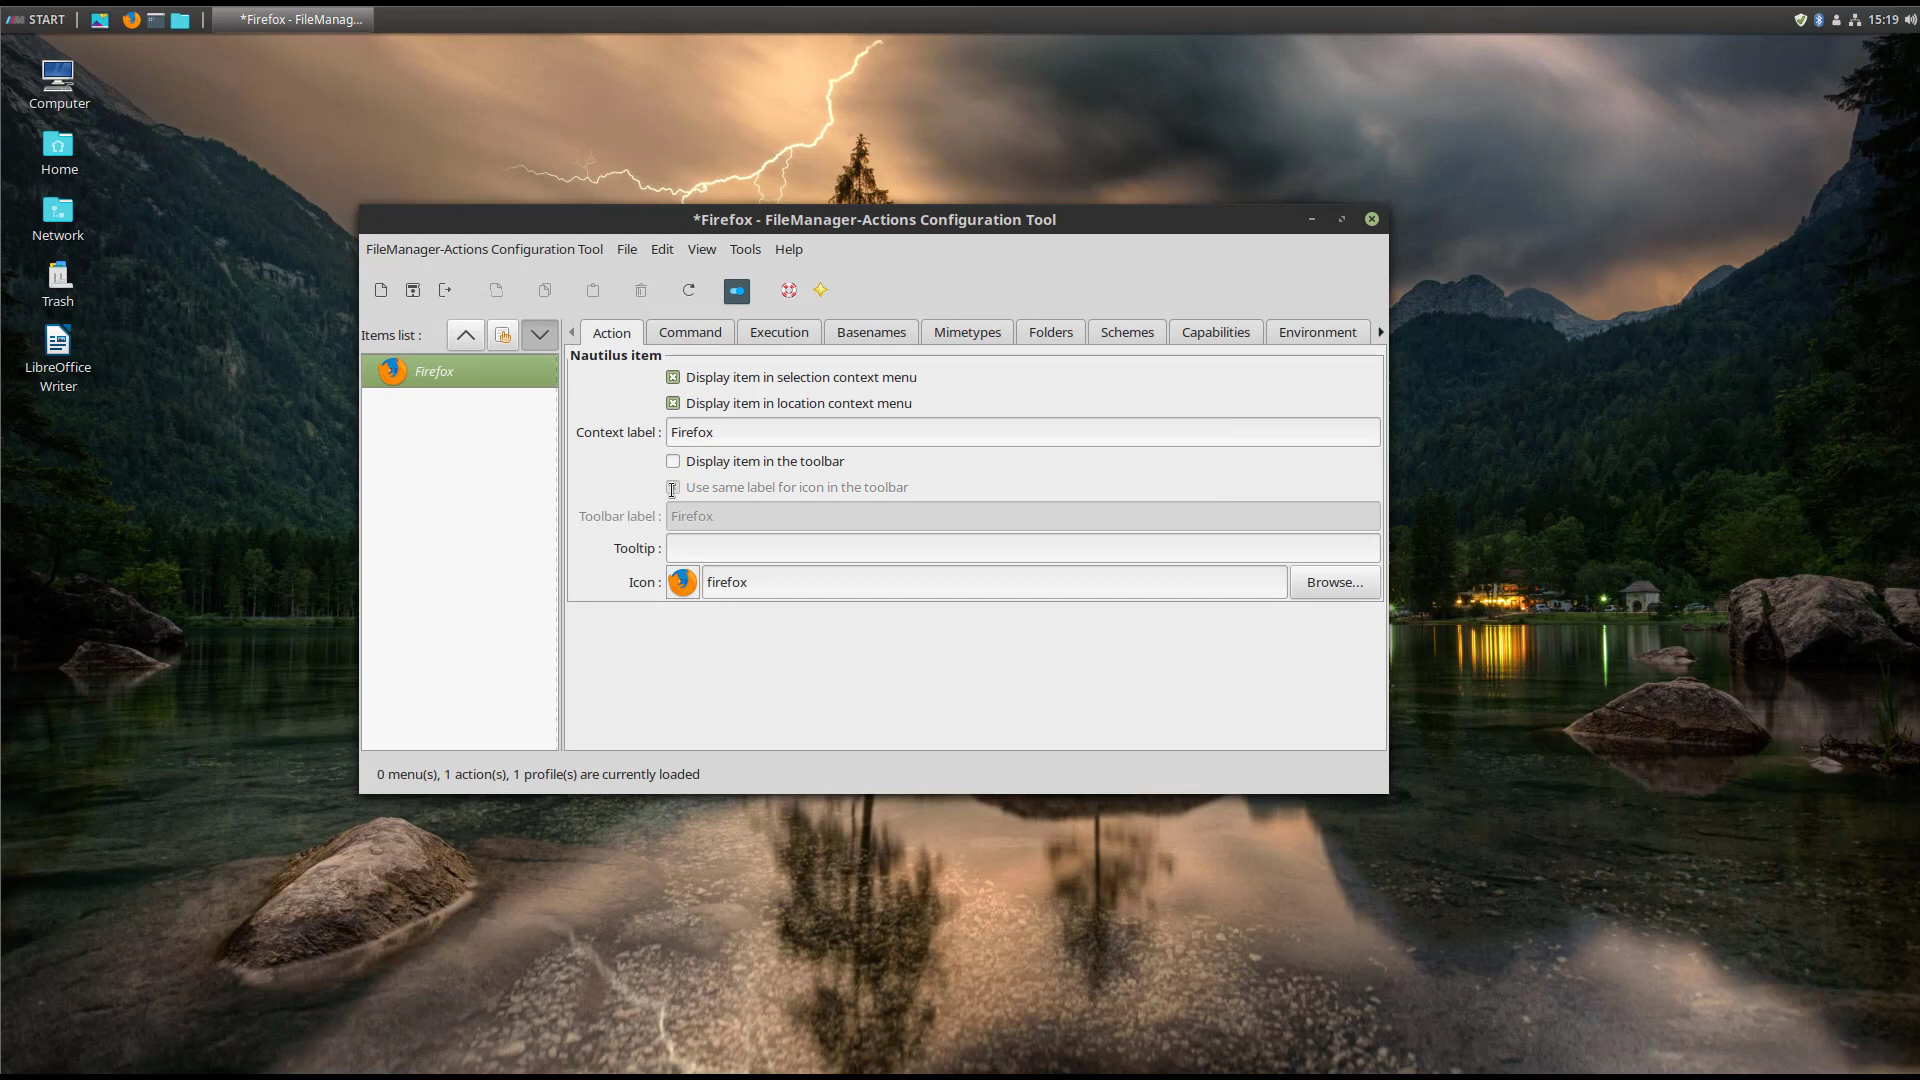 START
*Firefox - FileManag...
15:19
Computer
Home
Network
Trash
LibreOffice
Writer
*Firefox - FileManager-Actions Configuration Tool
FileManager-Actions Configuration Tool File Edit View Tools Help
Items list :
Firefox
Action Command Execution Basenames Mimetypes Folders Schemes Capabilities Environment
Nautilus item
Display item in selection context menu
Display item in location context menu
Context label : Firefox
Display item in the toolbar
Use same label for icon in the toolbar
Toolbar label : Firefox
Tooltip :
Icon : firefox Browse...
0 menu(s), 1 action(s), 1 profile(s) are currently loaded